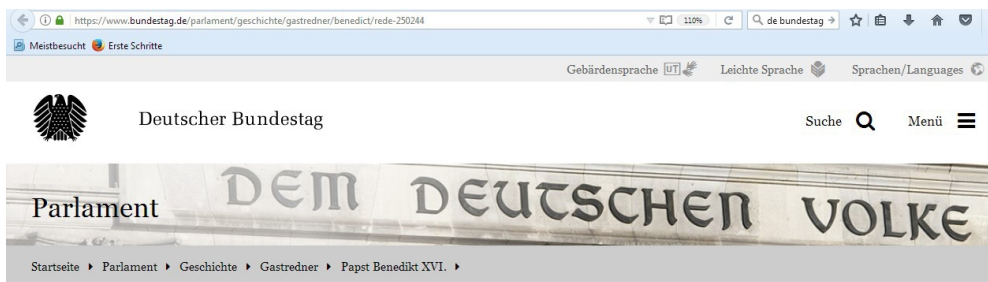 https://www.bundestag.de/parlament/geschichte/gastredner/benedict/rede-250244 110% de bundestag
Meistbesucht Erste Schritte
Gebärdensprache UT Leichte Sprache Sprachen/Languages
Deutscher Bundestag Suche Menü
DEM DEUTSCHEN VOLKE
Parlament
Startseite Parlament Geschichte Gastredner Papst Benedikt XVI.